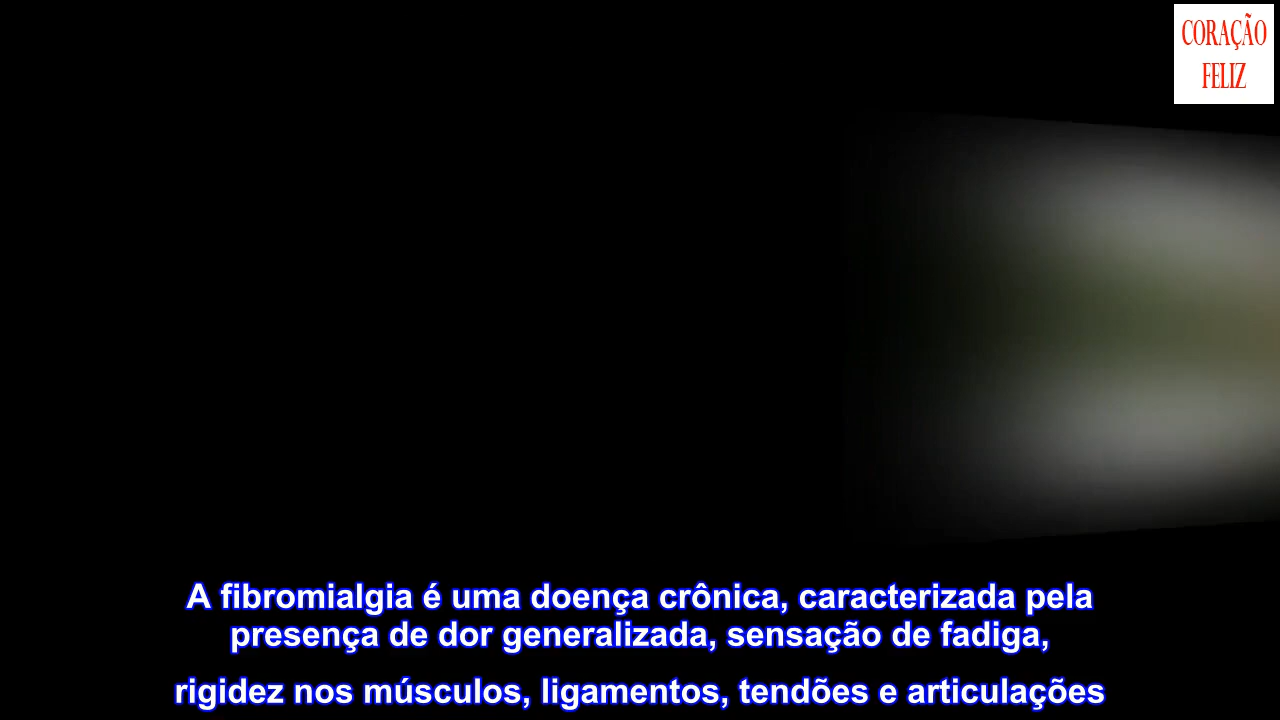 CORAÇÃO
FELIZ
A fibromialgia é uma doença crônica, caracterizada pela
presença de dor generalizada, sensação de fadiga,
rigidez nos músculos, ligamentos, tendões e articulações